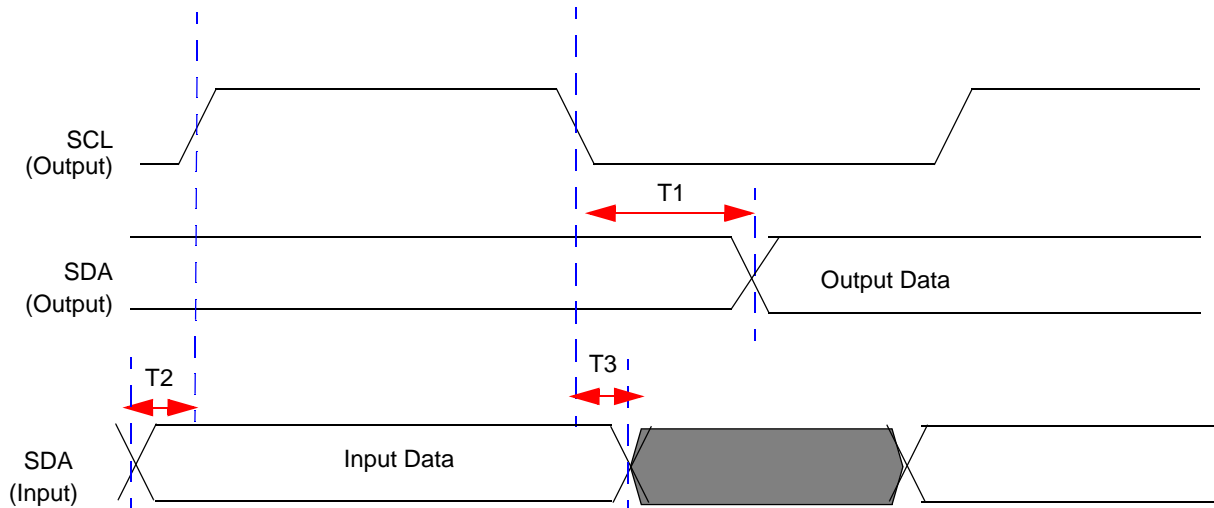 SCL
(Output)
T1
SDA
(Output)
Output Data
T2
T3
SDA
(Input)
Input Data